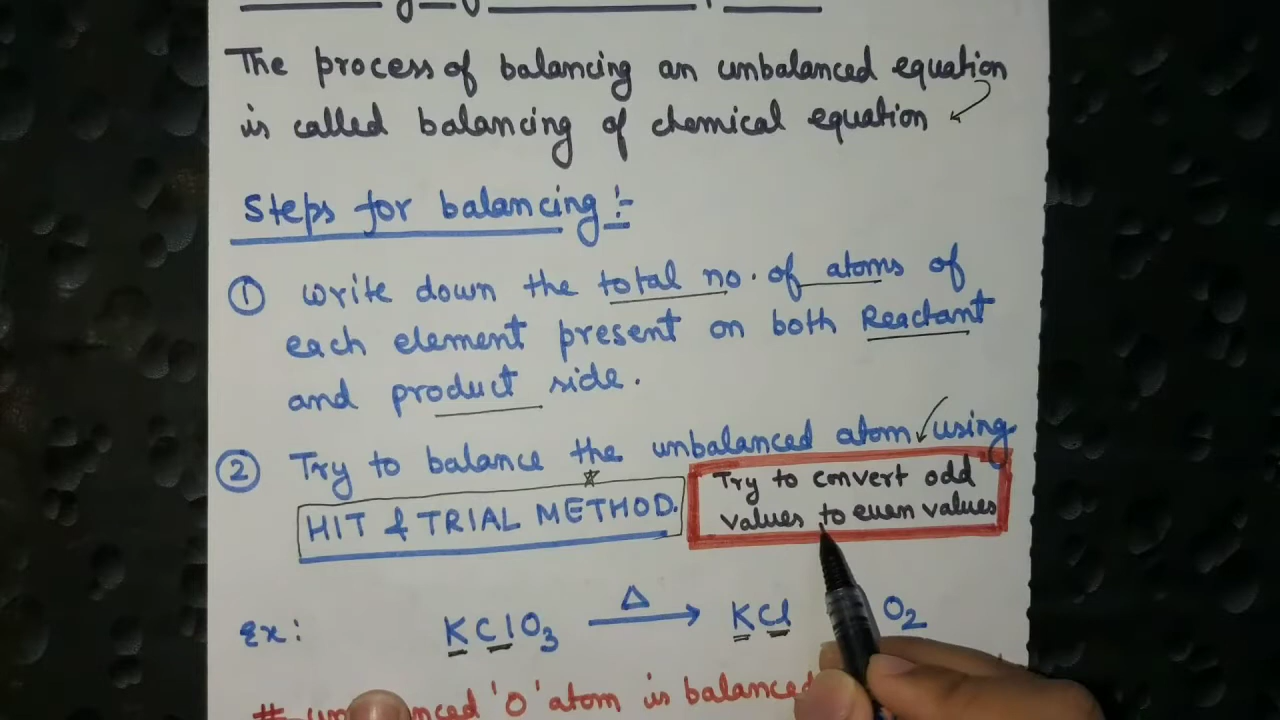 The process of balancing an unbalanced equation
is called balancing of chemical equation
Steps for balancing :-
① Write down the total no. of atoms of
each element present on both Reactant
and product side.
② Try to balance the unbalanced atom using
HIT & TRIAL METHOD.
Try to convert odd
values to even values
Ex: KClO3 Δ→ KCl O2
# 'O' atom is balanced